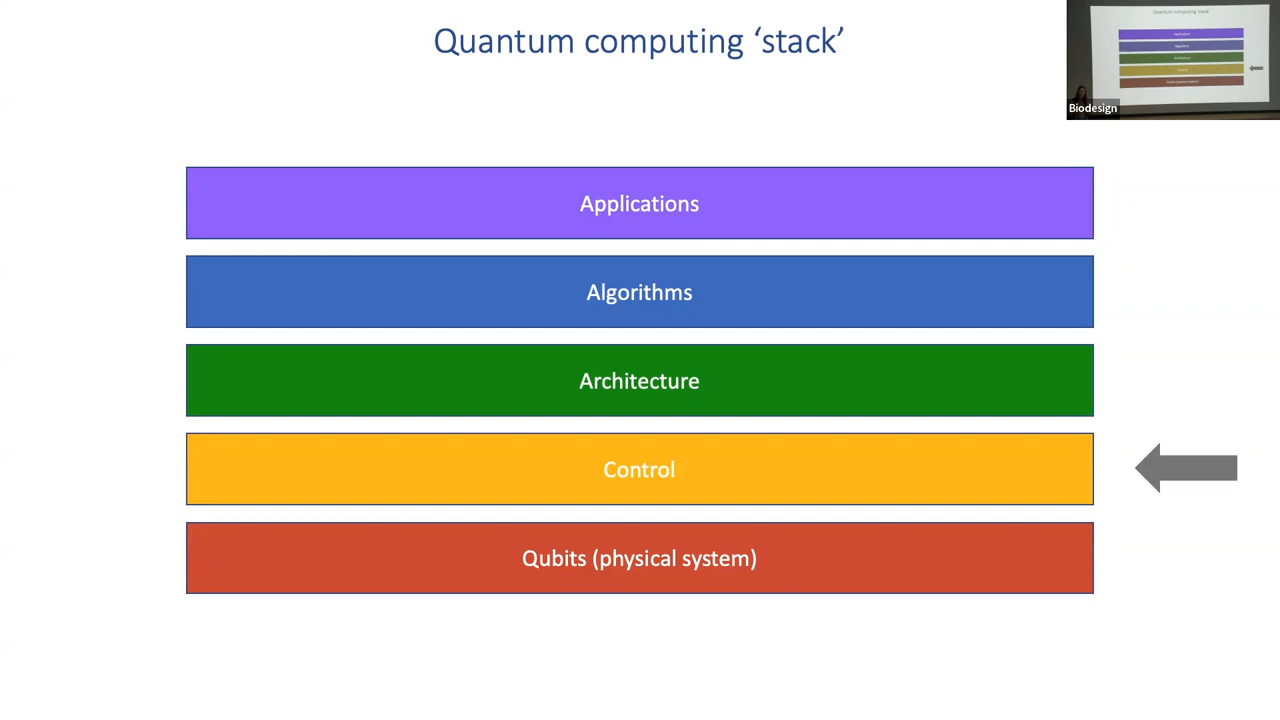 Quantum computing ‘stack’
Biodesign
Applications
Algorithms
Architecture
Control
Qubits (physical system)